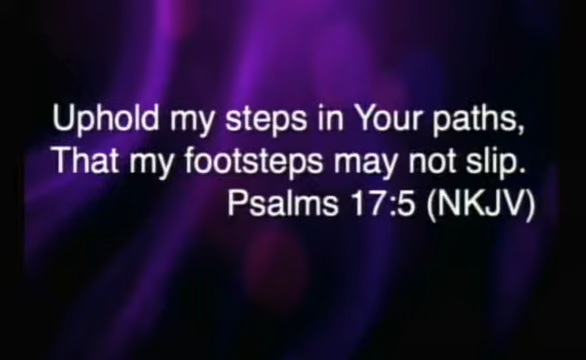 Uphold my steps in Your paths,
That my footsteps may not slip.
Psalms 17:5 (NKJV)